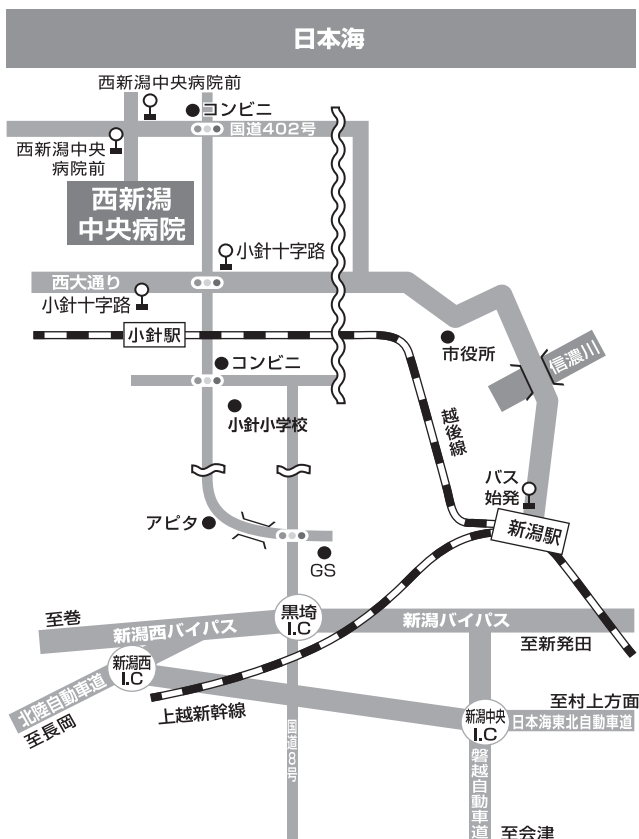 日本海
西新潟中央病院前
コンビニ
国道402号
西新潟中央
病院前
西新潟
中央病院
小針十字路
西大通り
小針十字路
小針駅
コンビニ
市役所
信濃川
小針小学校
越後線
バス
始発
アピタ
新潟駅
GS
至巻
黒埼
I.C
新潟西バイパス
新潟バイパス
至新発田
新潟西
I.C
北陸自動車道
至長岡
上越新幹線
至村上方面
新潟中央
I.C
日本海東北自動車道
国道8号
磐越自動車道
至会津